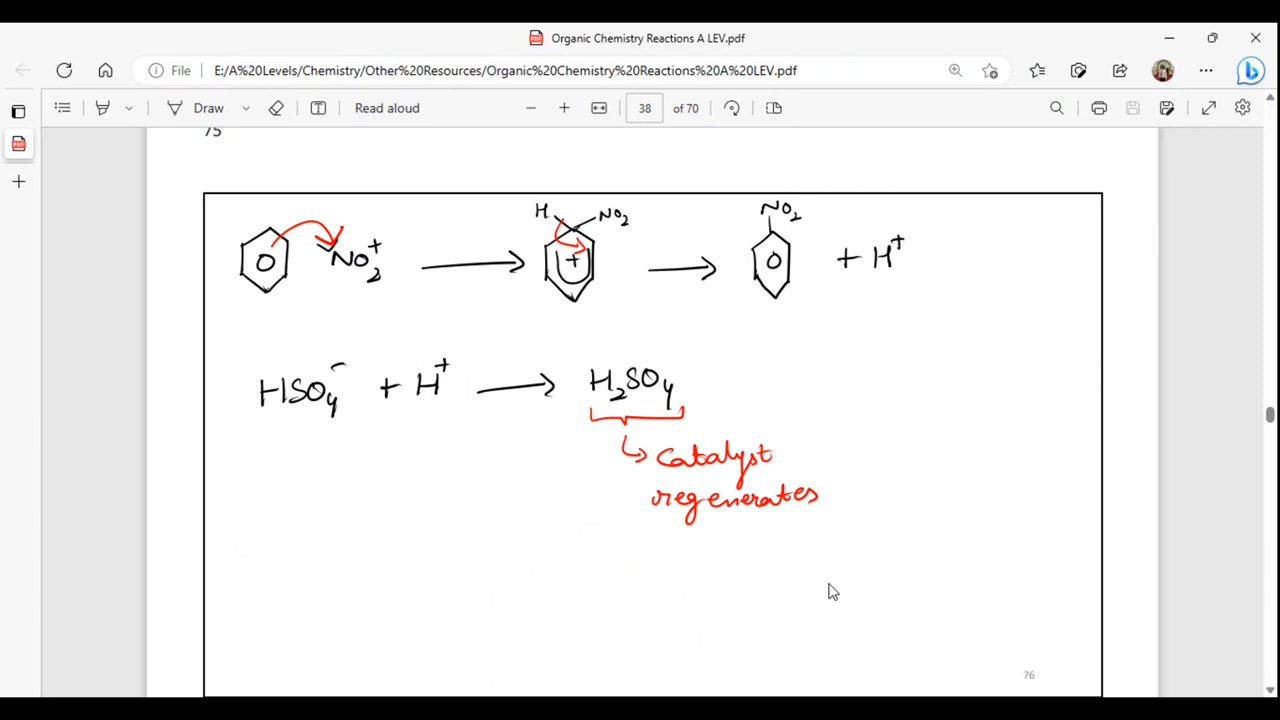 Organic Chemistry Reactions A LEV.pdf
File E:/A%20Levels/Chemistry/Other%20Resources/Organic%20Chemistry%20Reactions%20A%20LEV.pdf
Draw Read aloud 38 of 70
75
NO₂⁺ H NO₂ + NO₂ + H⁺
HSO₄⁻ + H⁺ → H₂SO₄
↳ Catalyst
regenerates
76